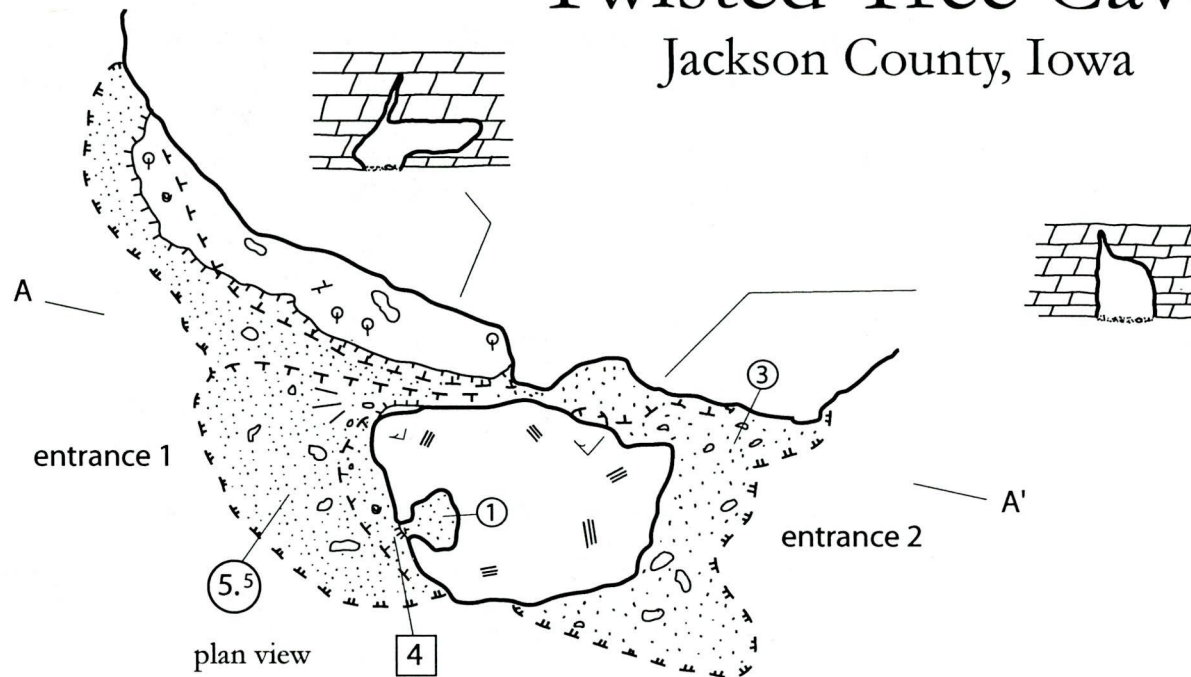 Jackson County, Iowa
A
3
entrance 1
1
A'
entrance 2
5.5
plan view
4